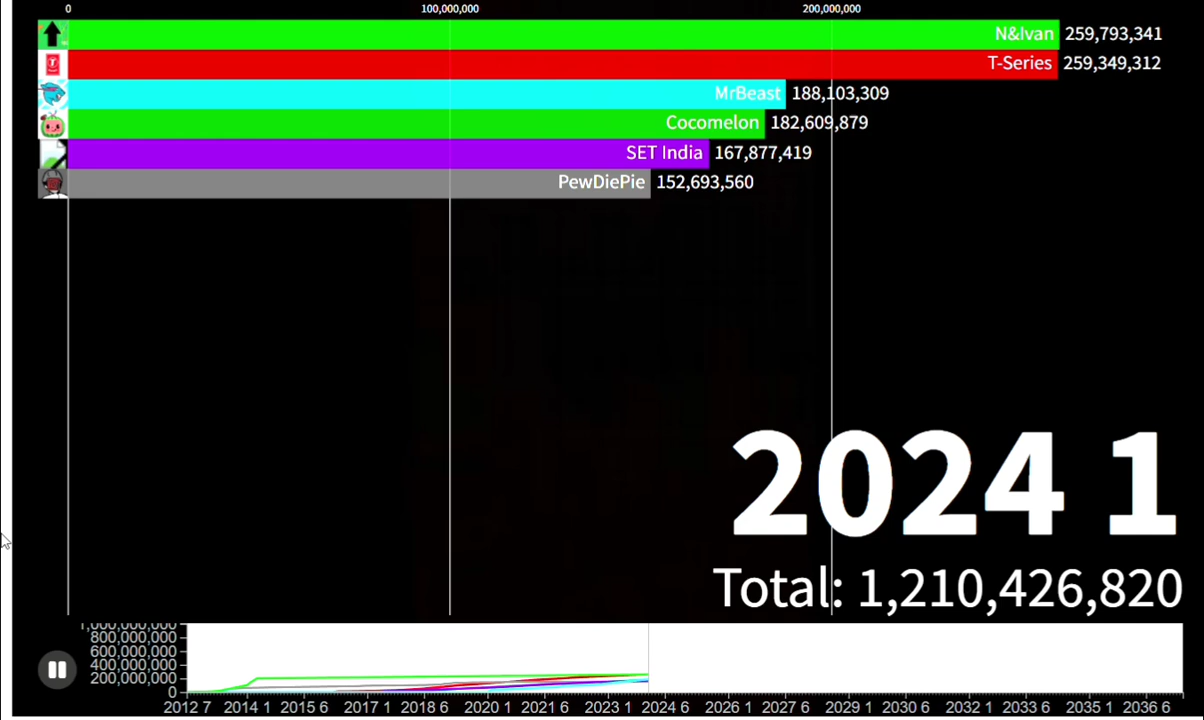 0 100,000,000 200,000,000
N&Ivan 259,793,341
T-Series 259,349,312
MrBeast 188,103,309
Cocomelon 182,609,879
SET India 167,877,419
PewDiePie 152,693,560
2024 1
Total: 1,210,426,820
1,000,000,000
800,000,000
600,000,000
400,000,000
200,000,000
0
2012 7 2014 1 2015 6 2017 1 2018 6 2020 1 2021 6 2023 1 2024 6 2026 1 2027 6 2029 1 2030 6 2032 1 2033 6 2035 1 2036 6